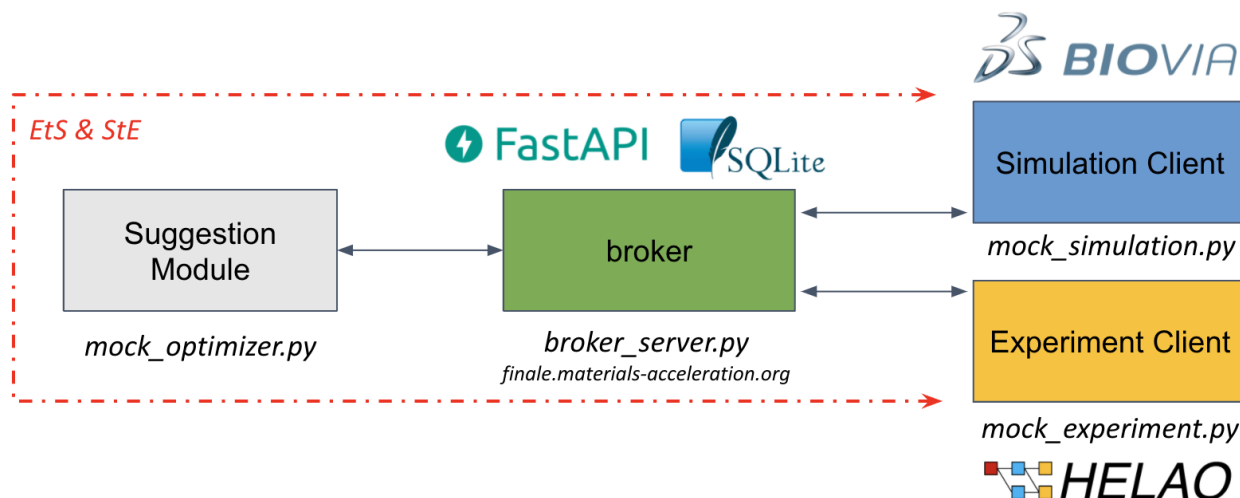 BIOVIA
EtS & StE
FastAPI
SQLite
Simulation Client
mock_simulation.py
Suggestion
Module
mock_optimizer.py
broker
broker_server.py
finale.materials-acceleration.org
Experiment Client
mock_experiment.py
HELAO